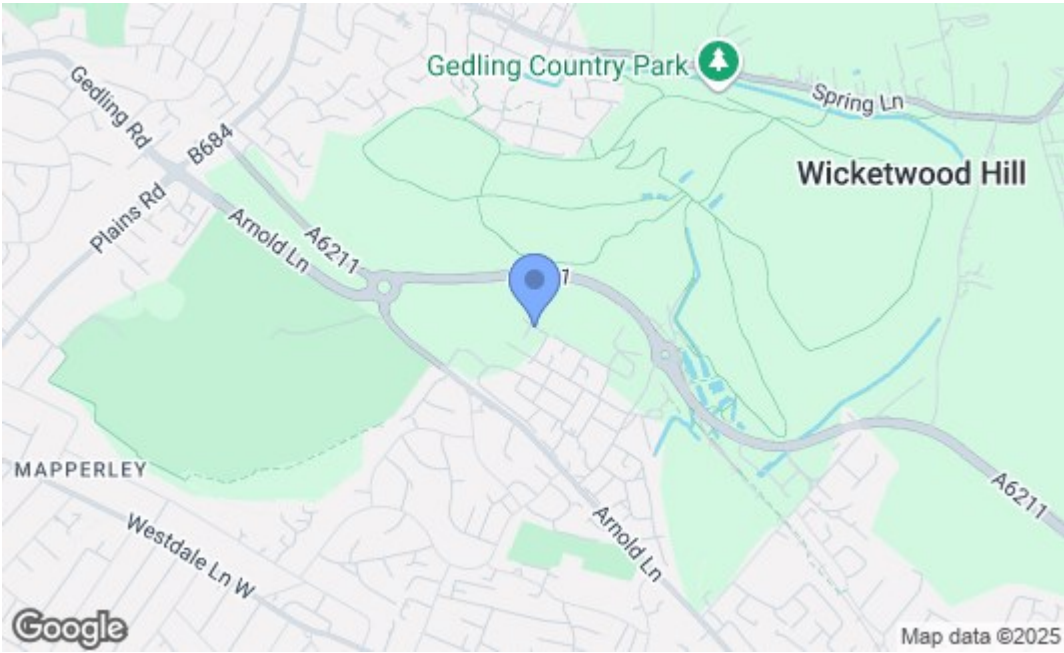 Gedling Country Park
Spring Ln
Gedling Rd
B684
Wicketwood Hill
Plains Rd
Arnold Ln
A6211
MAPPERLEY
Westdale Ln W
Arnold Ln
A6211
Google
Map data ©2025